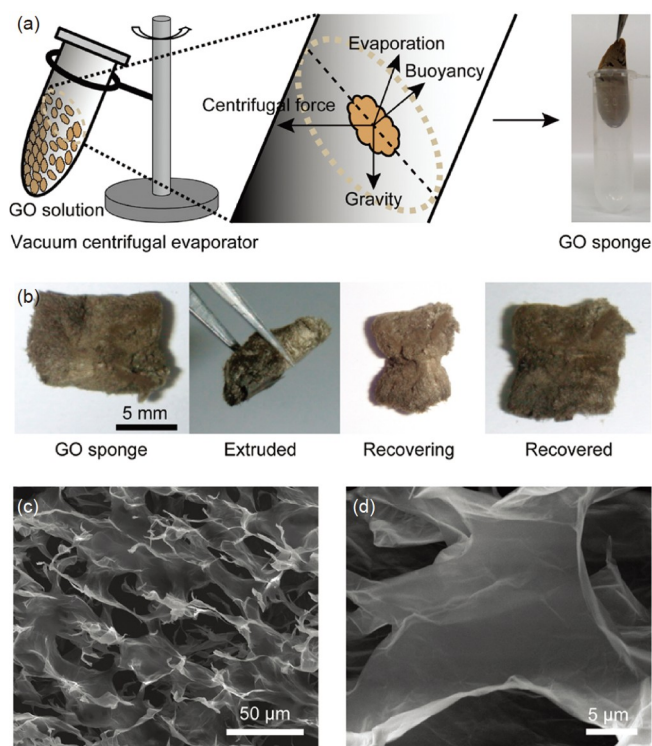 (a)
Evaporation
Buoyancy
Centrifugal force
Gravity
GO solution
Vacuum centrifugal evaporator
GO sponge
(b)
5 mm
GO sponge
Extruded
Recovering
Recovered
(c)
50 μm
(d)
5 μm